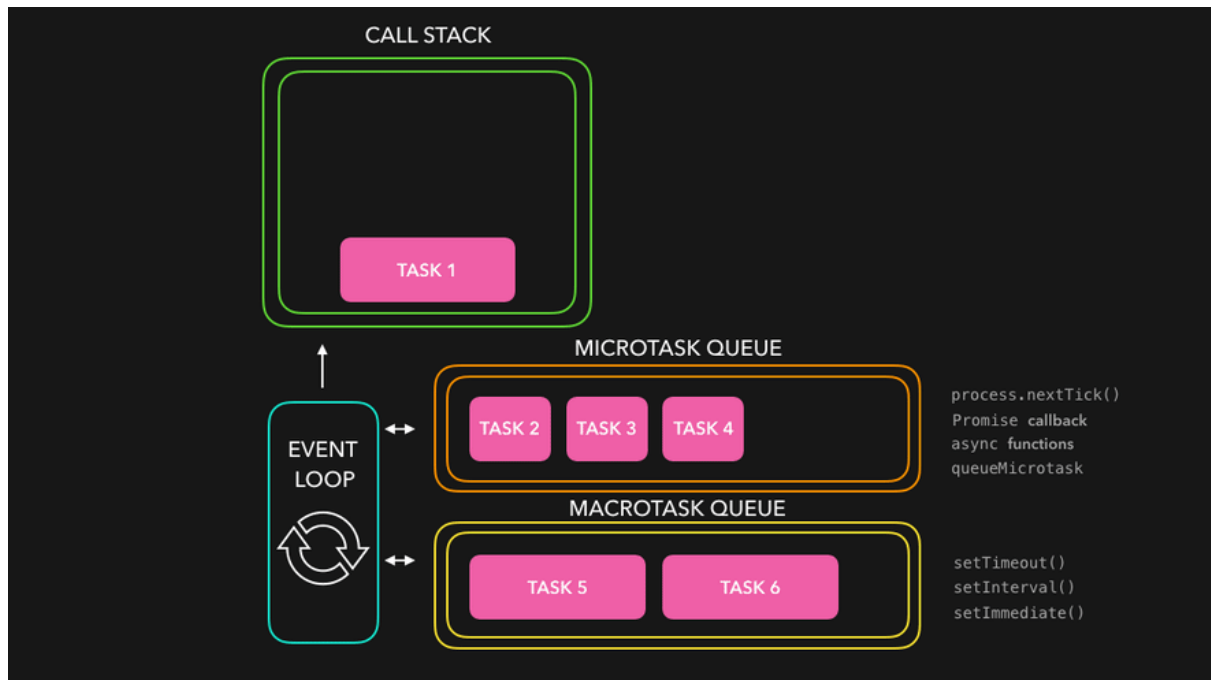 CALL STACK
TASK 1
MICROTASK QUEUE
TASK 2 TASK 3 TASK 4
process.nextTick()
Promise callback
async functions
queueMicrotask
EVENT
LOOP
MACROTASK QUEUE
TASK 5 TASK 6
setTimeout()
setInterval()
setImmediate()